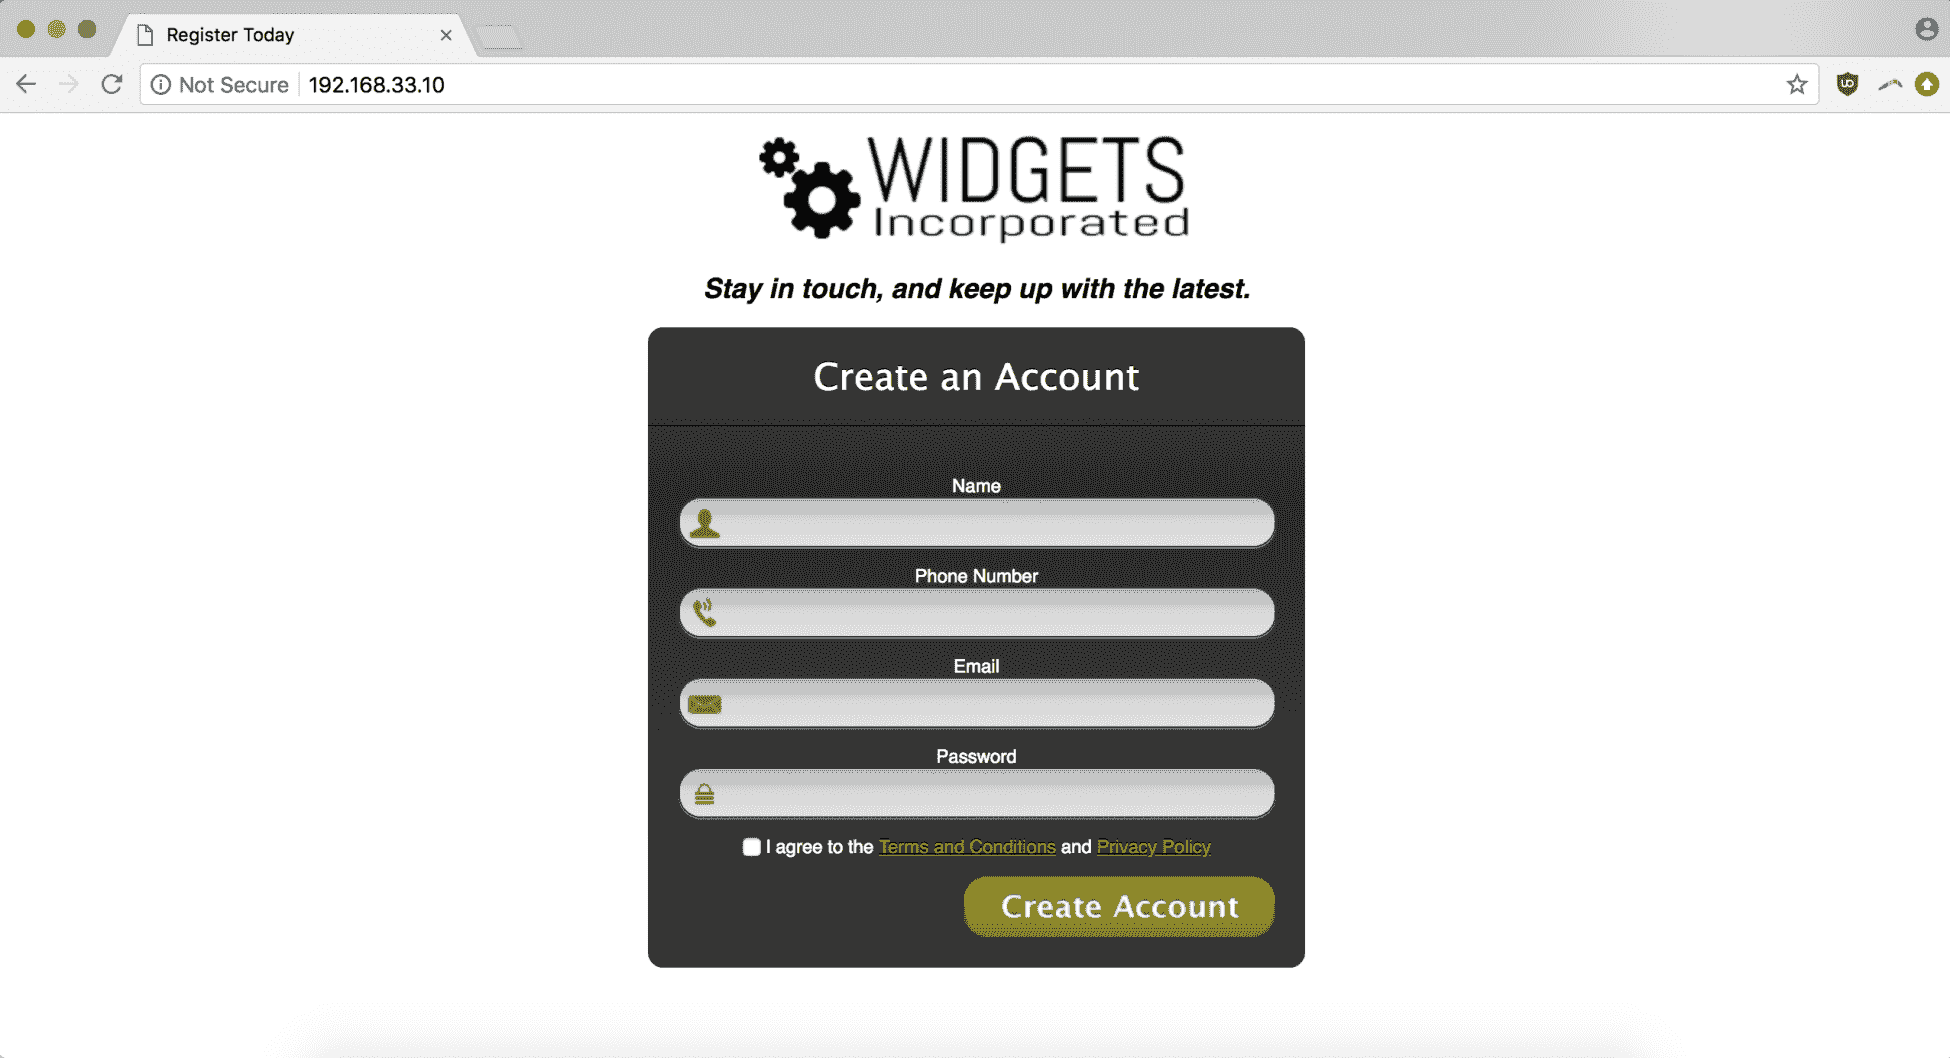 Register Today
Not Secure 192.168.33.10
WIDGETS
Incorporated
Stay in touch, and keep up with the latest.
Create an Account
Name
Phone Number
Email
Password
I agree to the Terms and Conditions and Privacy Policy
Create Account